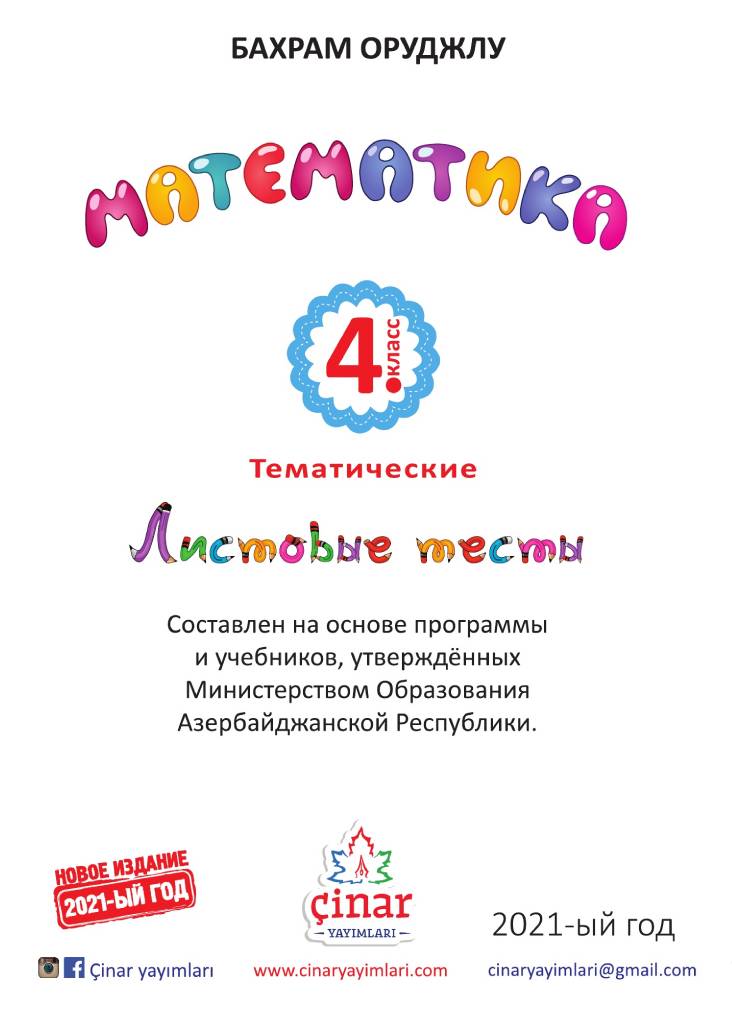 БАХРАМ ОРУДЖЛУ
МАТЕМАТИКА
4. класс
Тематические
Листовые тесты
Составлен на основе программы
и учебников, утверждённых
Министерством Образования
Азербайджанской Республики.
НОВОЕ ИЗДАНИЕ
2021-ЫЙ ГОД
çinar
YAYIMLARI
2021-ый год
Çinar yayımları www.cinaryayimlari.com cinaryayimlari@gmail.com